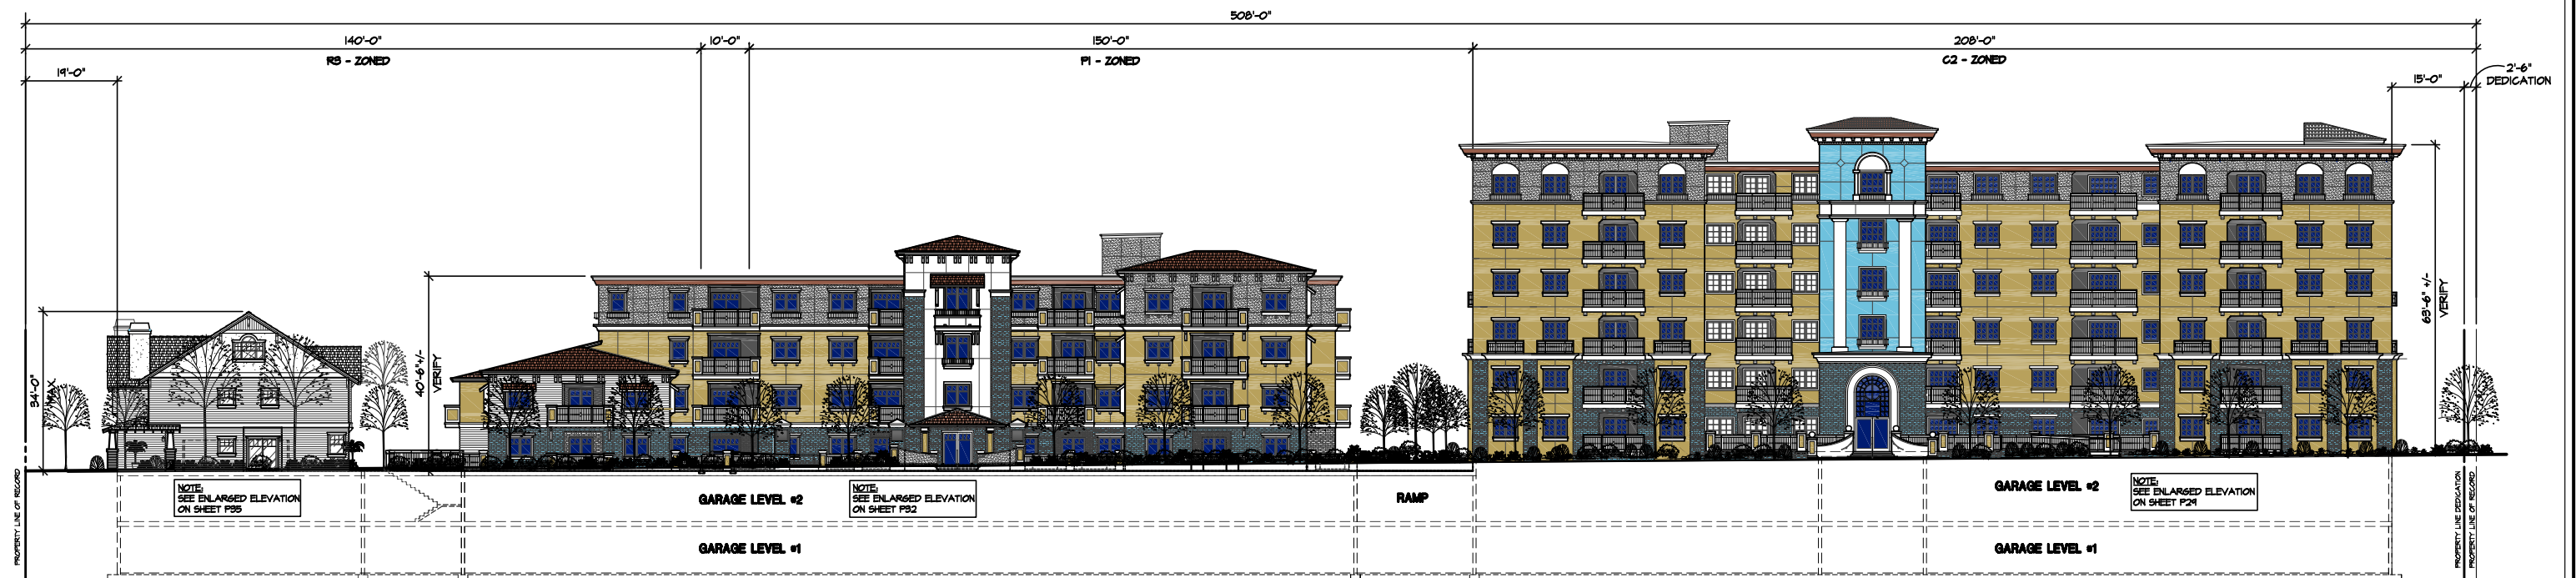 508'-0"
140'-0"
10'-0"
150'-0"
208'-0"
R3 - ZONED
P1 - ZONED
C2 - ZONED
19'-0"
15'-0"
2'-6"
DEDICATION
34'-0"
MAX.
40'-6" +/-
VERIFY
63'-6" +/-
VERIFY
PROPERTY LINE OF RECORD
NOTE:
SEE ENLARGED ELEVATION
ON SHEET P35
GARAGE LEVEL #2
NOTE:
SEE ENLARGED ELEVATION
ON SHEET P32
RAMP
GARAGE LEVEL #2
NOTE:
SEE ENLARGED ELEVATION
ON SHEET P29
PROPERTY LINE DEDICATION
PROPERTY LINE OF RECORD
GARAGE LEVEL #1
GARAGE LEVEL #1